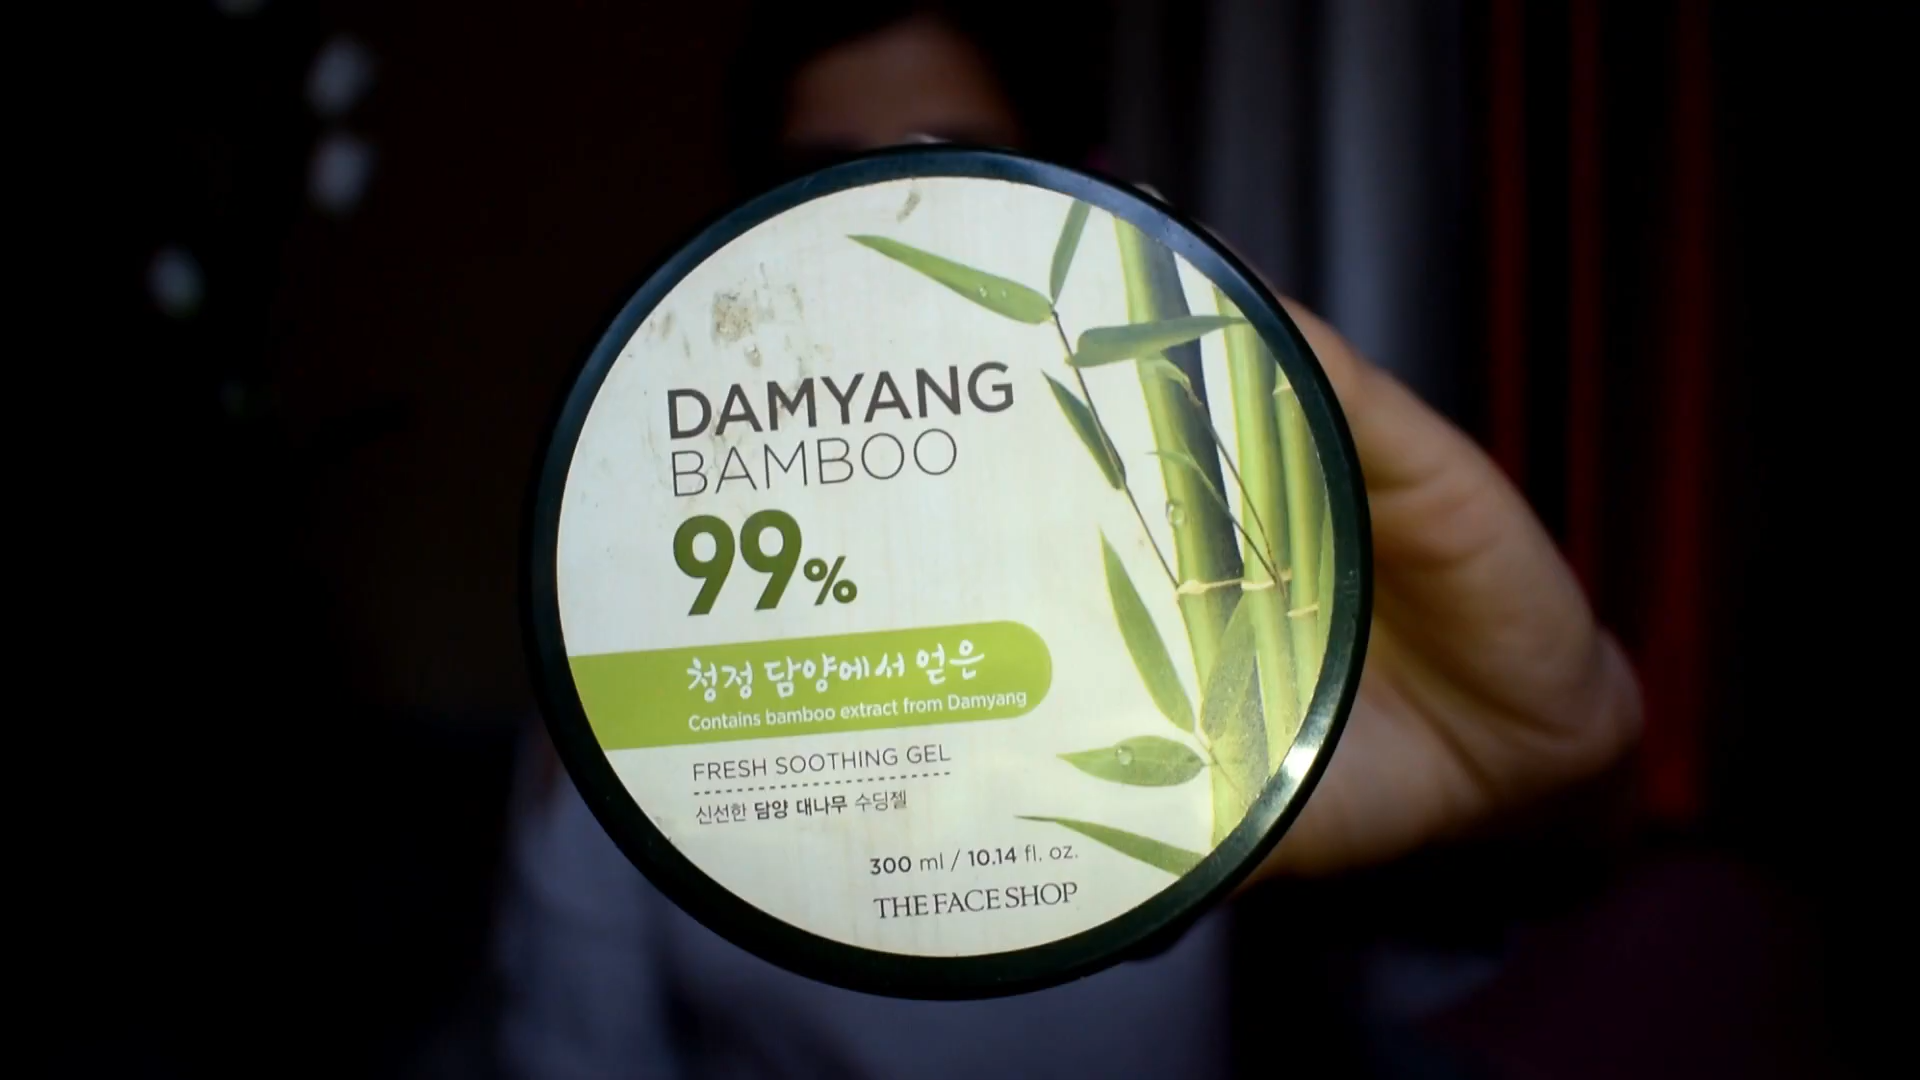 DAMYANG
BAMBOO
99%
청정 담양에서 얻은
Contains bamboo extract from Damyang
FRESH SOOTHING GEL
신선한 담양 대나무 수딩젤
300 ml / 10.14 fl. oz.
THE FACE SHOP